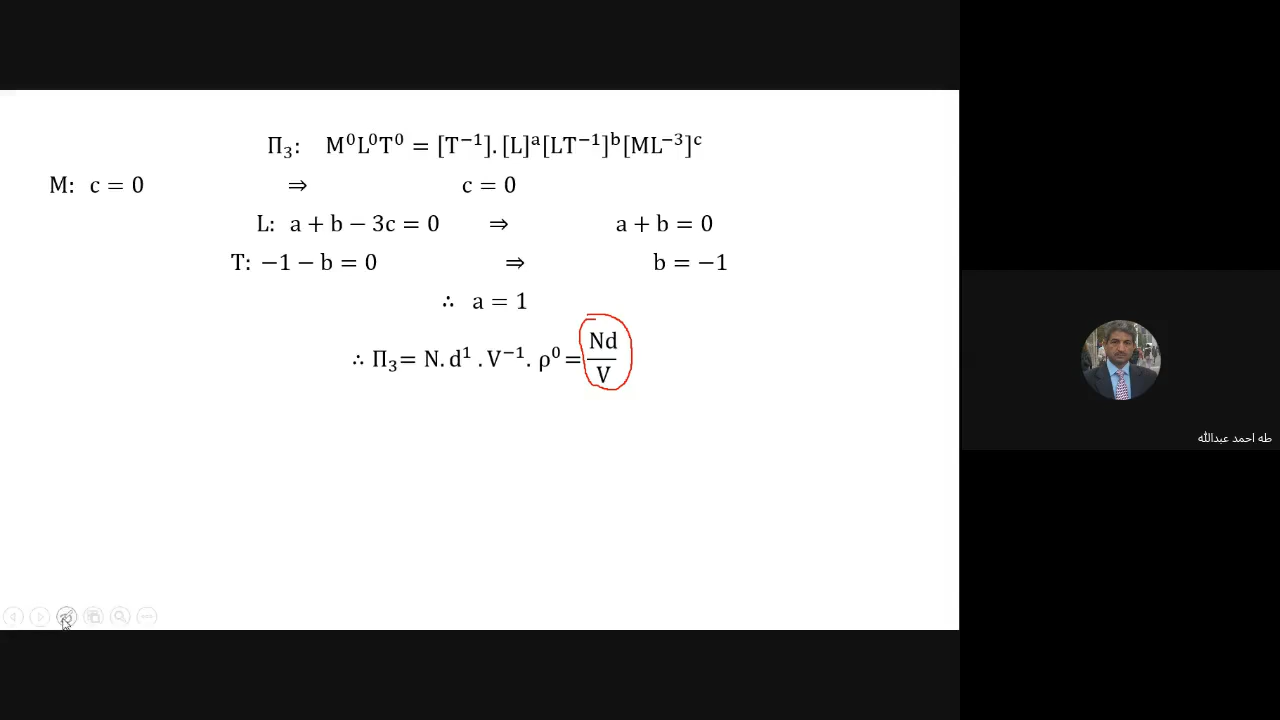 Π₃: M⁰L⁰T⁰ = [T⁻¹]. [L]ᵃ[LT⁻¹]ᵇ[ML⁻³]ᶜ
M: c = 0 ⇒ c = 0
L: a + b − 3c = 0 ⇒ a + b = 0
T: −1 − b = 0 ⇒ b = −1
∴ a = 1
∴ Π₃= N. d¹ . V⁻¹. ρ⁰ = Nd/V
طه احمد عبدالله